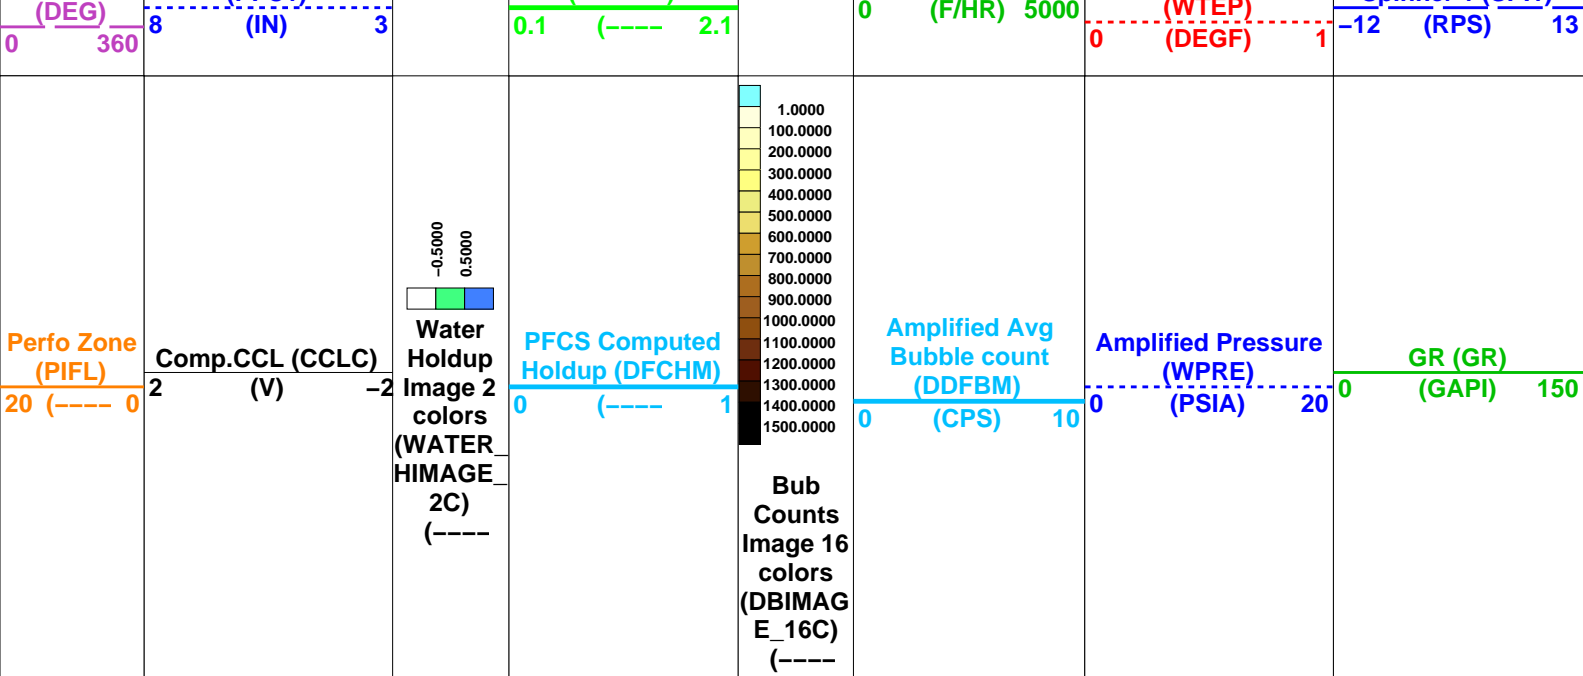 (DEG)
0 360
8 (IN) 3
0.1 (−−−− 2.1
0 (F/HR) 5000
(WTEP)
0 (DEGF) 1
−12 (RPS) 13
Perfo Zone
(PIFL)
20 (−−−− 0
Comp.CCL (CCLC)
2 (V) −2
−0.5000
0.5000
Water
Holdup
Image 2
colors
(WATER_
HIMAGE_
2C)
(−−−−
PFCS Computed
Holdup (DFCHM)
0 (−−−− 1
1.0000
100.0000
200.0000
300.0000
400.0000
500.0000
600.0000
700.0000
800.0000
900.0000
1000.0000
1100.0000
1200.0000
1300.0000
1400.0000
1500.0000
Bub
Counts
Image 16
colors
(DBIMAG
E_16C)
(−−−−
Amplified Avg
Bubble count
(DDFBM)
0 (CPS) 10
Amplified Pressure
(WPRE)
0 (PSIA) 20
GR (GR)
0 (GAPI) 150